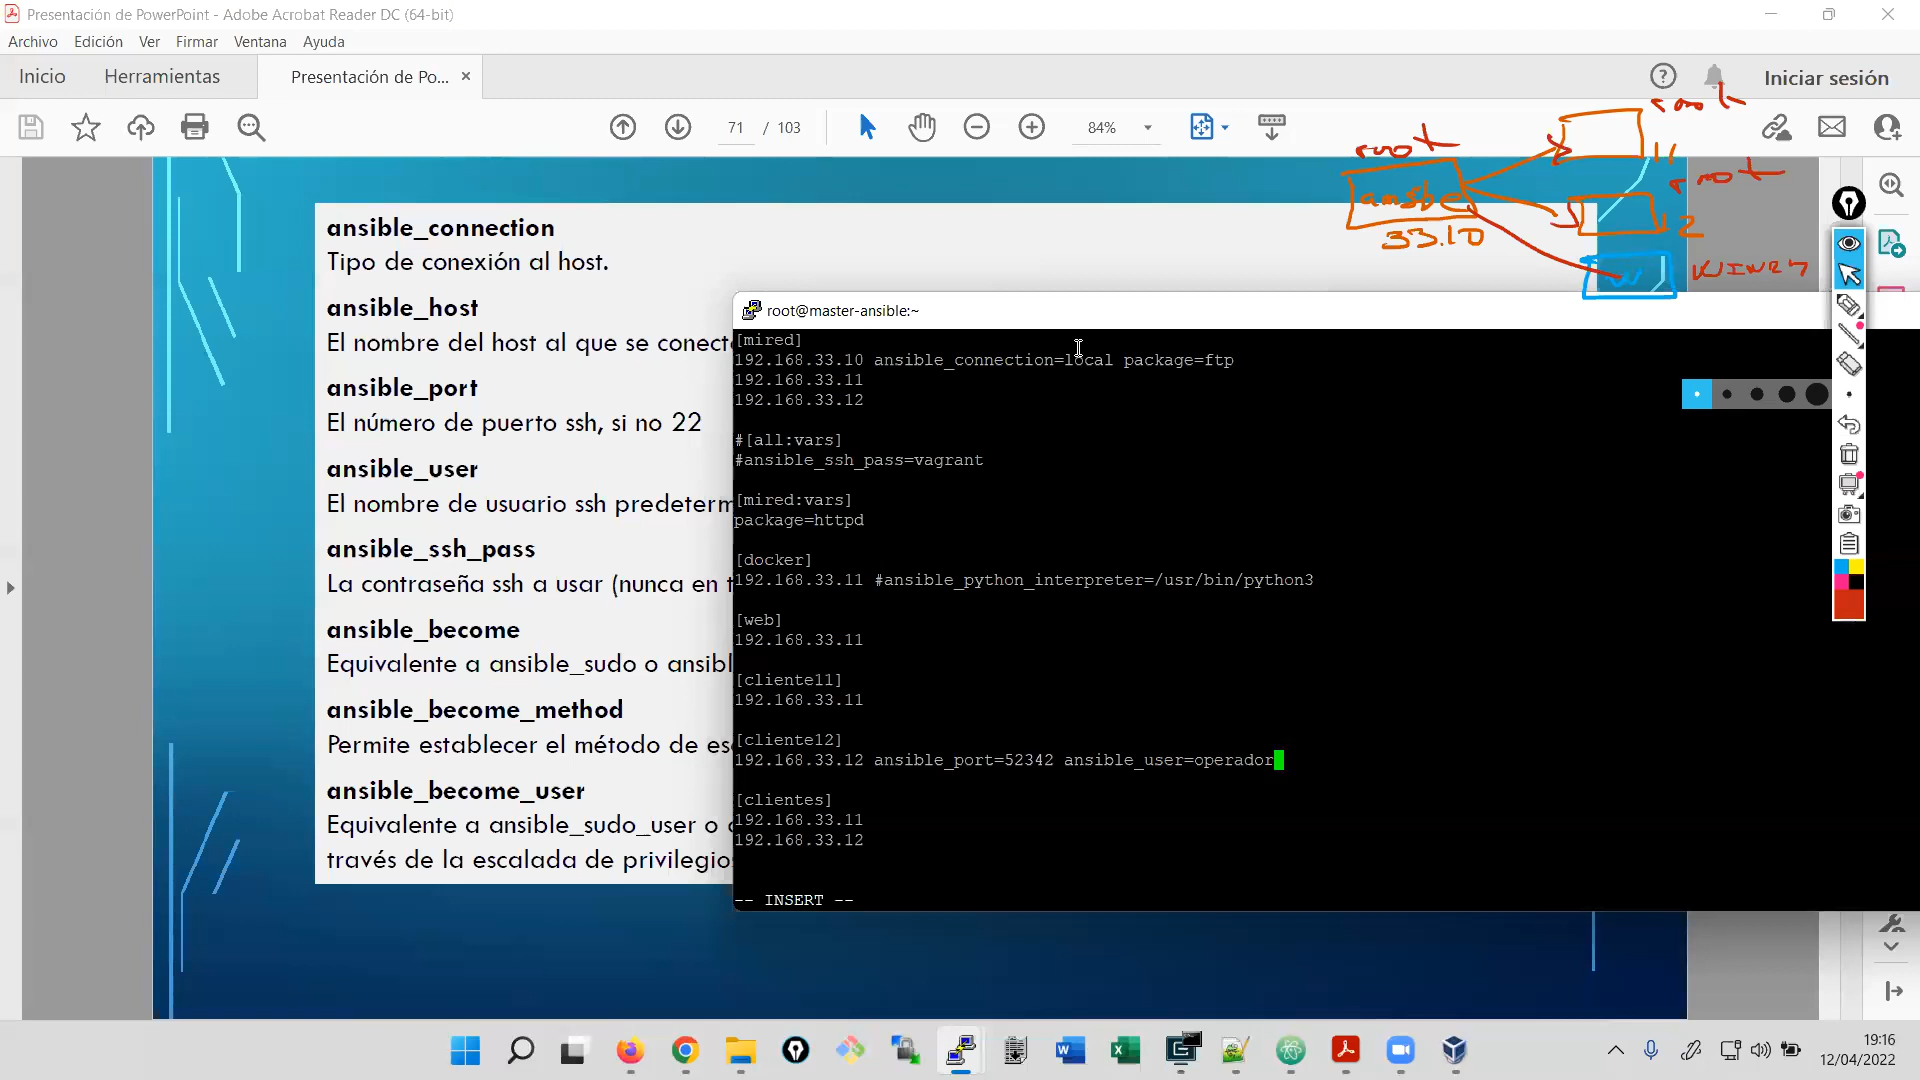 Presentación de PowerPoint - Adobe Acrobat Reader DC (64-bit)
Archivo Edición Ver Firmar Ventana Ayuda
Inicio Herramientas Presentación de Po... × Iniciar sesión
71 / 103 84%
root
root
11
root
33.10
12
ansible_connection
Tipo de conexión al host.
ansible_host
El nombre del host al que se conect
ansible_port
El número de puerto ssh, si no 22
ansible_user
El nombre de usuario ssh predeterm
ansible_ssh_pass
La contraseña ssh a usar (nunca en t
ansible_become
Equivalente a ansible_sudo o ansibl
ansible_become_method
Permite establecer el método de es
ansible_become_user
Equivalente a ansible_sudo_user o
través de la escalada de privilegio
root@master-ansible:~
[mired]
192.168.33.10 ansible_connection=local package=ftp
192.168.33.11
192.168.33.12
#[all:vars]
#ansible_ssh_pass=vagrant
[mired:vars]
package=httpd
[docker]
192.168.33.11 #ansible_python_interpreter=/usr/bin/python3
[web]
192.168.33.11
[cliente11]
192.168.33.11
[cliente12]
192.168.33.12 ansible_port=52342 ansible_user=operador
[clientes]
192.168.33.11
192.168.33.12
-- INSERT --
19:16
12/04/2022